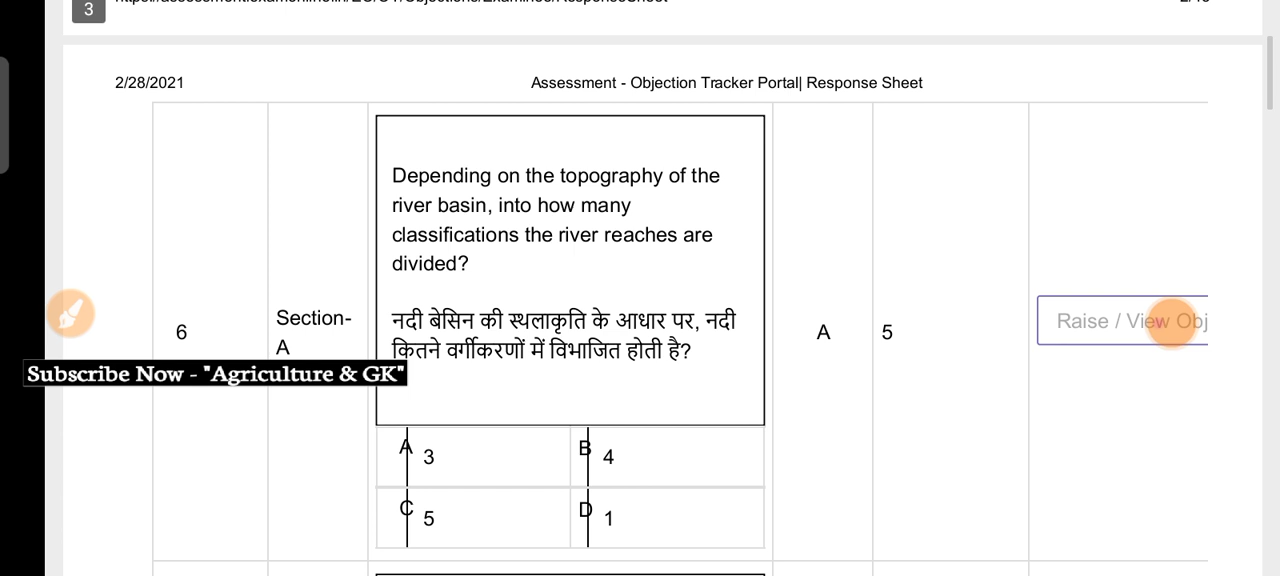 3
2/28/2021
Assessment - Objection Tracker Portal| Response Sheet
Depending on the topography of the
river basin, into how many
classifications the river reaches are
divided?
नदी बेसिन की स्थलाकृति के आधार पर, नदी
कितने वर्गीकरणों में विभाजित होती है?
6
Section-
A
A
5
Raise / View Obj
Subscribe Now - "Agriculture & GK"
A 3
B 4
C 5
D 1